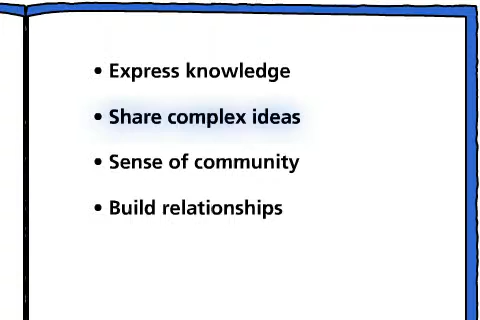 • Express knowledge
• Share complex ideas
• Sense of community
• Build relationships